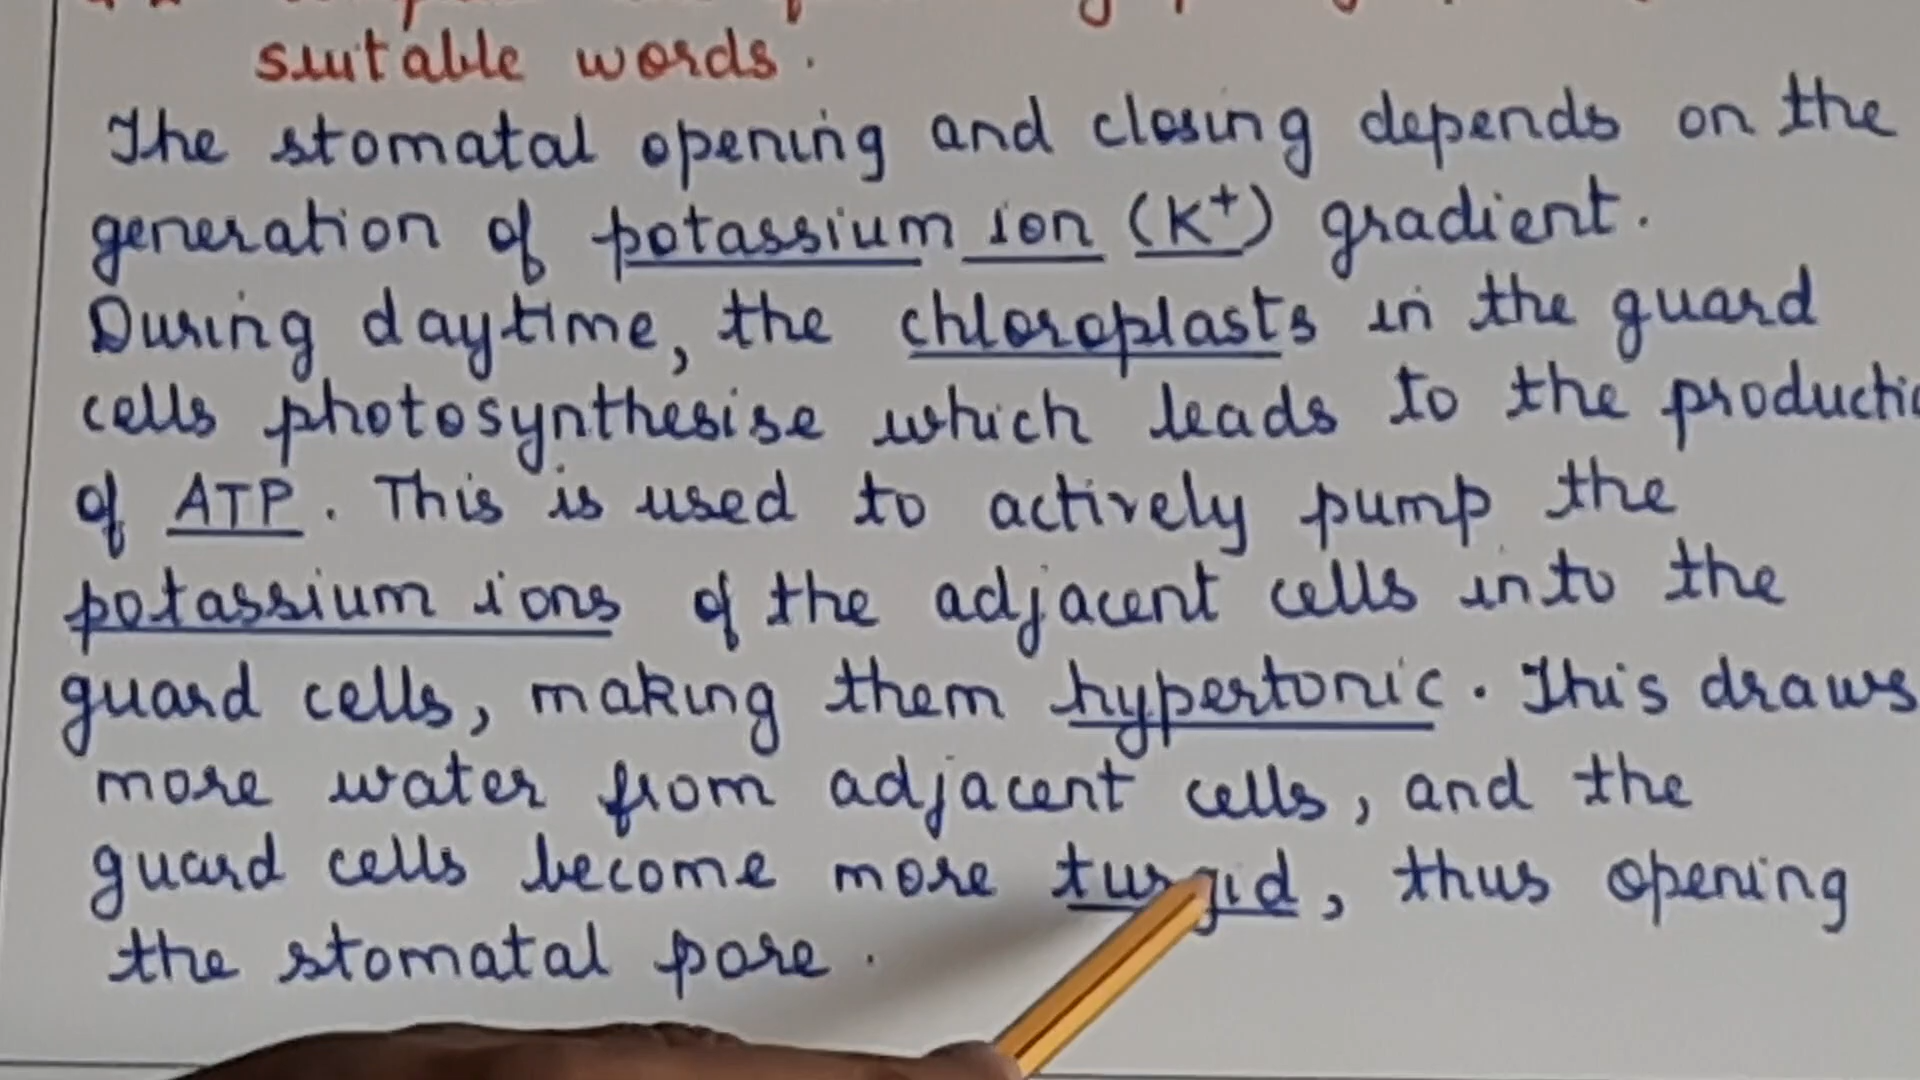 suitable words.
The stomatal opening and closing depends on the
generation of potassium ion (K+) gradient.
During daytime, the chloroplasts in the guard
cells photosynthesise which leads to the producti
of ATP. This is used to actively pump the
potassium ions of the adjacent cells into the
guard cells, making them hypertonic. This draws
more water from adjacent cells, and the
guard cells become more turgid, thus opening
the stomatal pore.